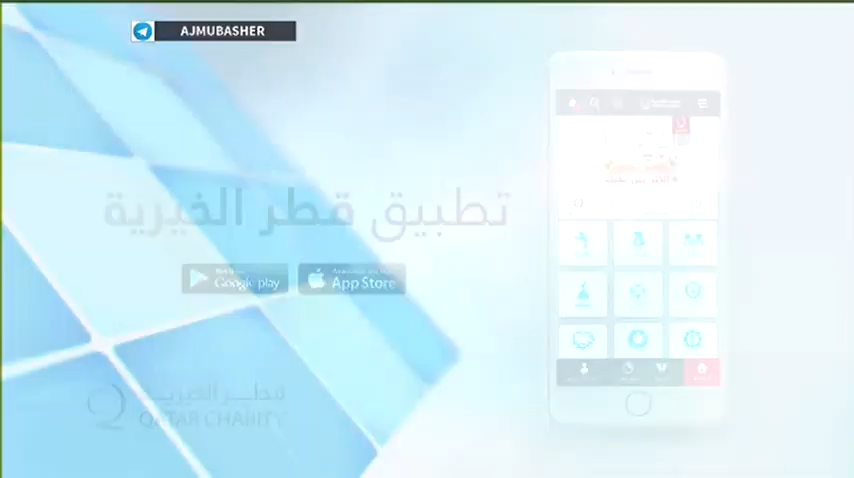 AJMUBASHER
تطبيق قطر الخيرية
Google play
App Store
قطر الخيرية
QATAR CHARITY